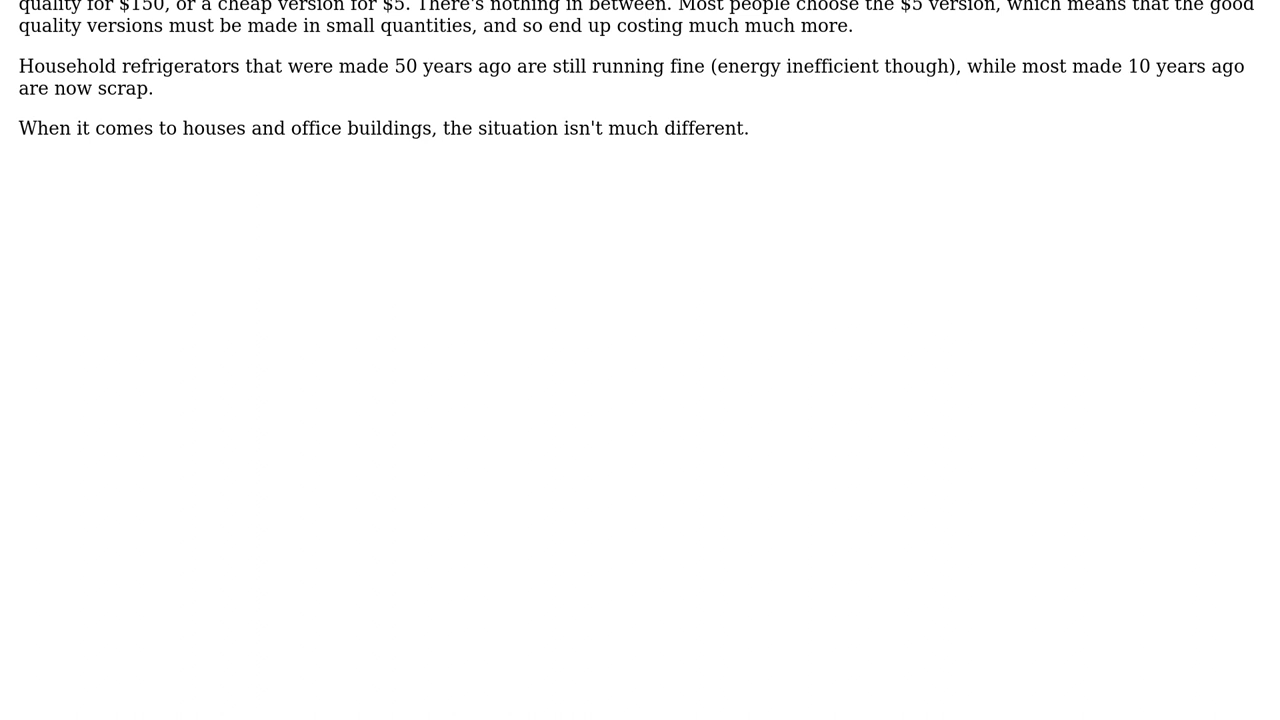 quality for $150, or a cheap version for $5. There's nothing in between. Most people choose the $5 version, which means that the good
quality versions must be made in small quantities, and so end up costing much much more.
Household refrigerators that were made 50 years ago are still running fine (energy inefficient though), while most made 10 years ago
are now scrap.
When it comes to houses and office buildings, the situation isn't much different.